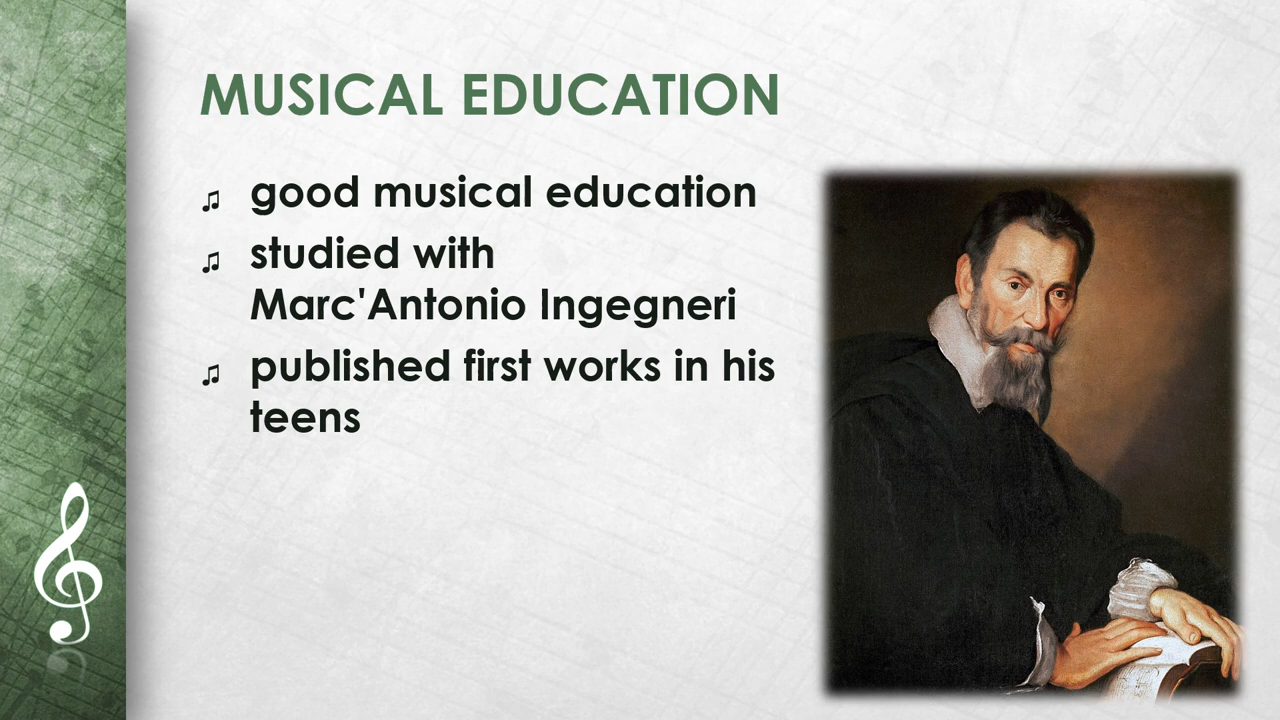 MUSICAL EDUCATION
♫ good musical education
♫ studied with
Marc'Antonio Ingegneri
♫ published first works in his
teens